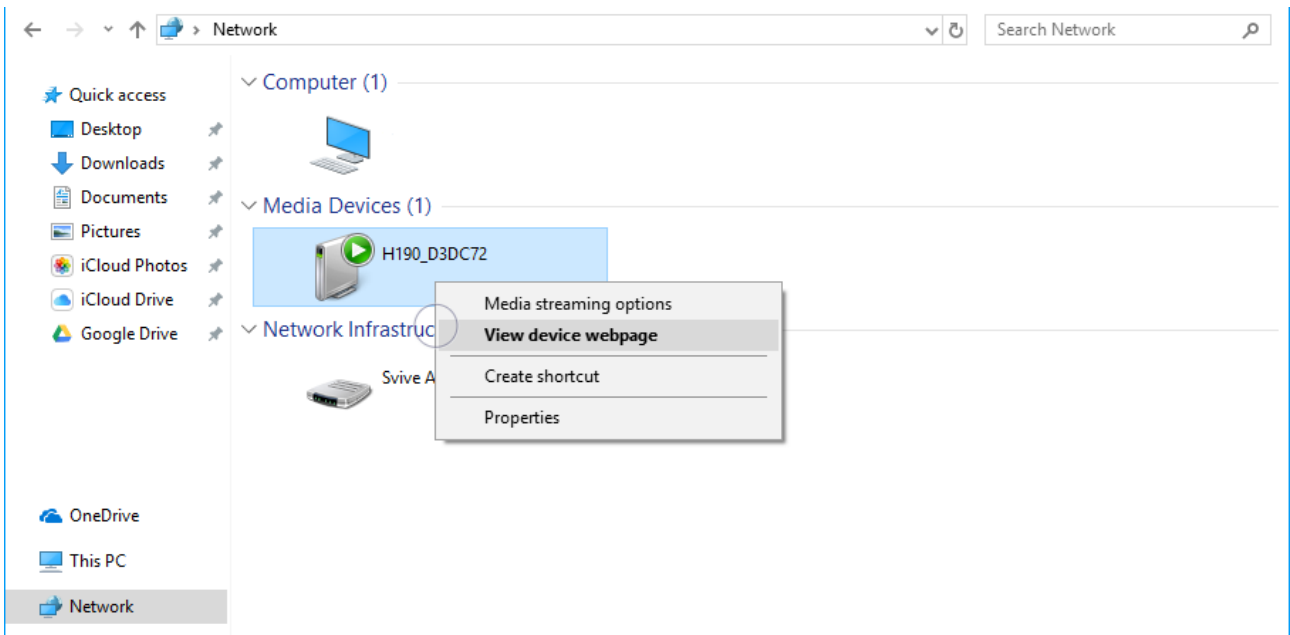 Network
Search Network
Quick access
Desktop
Downloads
Documents
Pictures
iCloud Photos
iCloud Drive
Google Drive
OneDrive
This PC
Network
Computer (1)
Media Devices (1)
H190_D3DC72
Network Infrastruc
Svive A
Media streaming options
View device webpage
Create shortcut
Properties